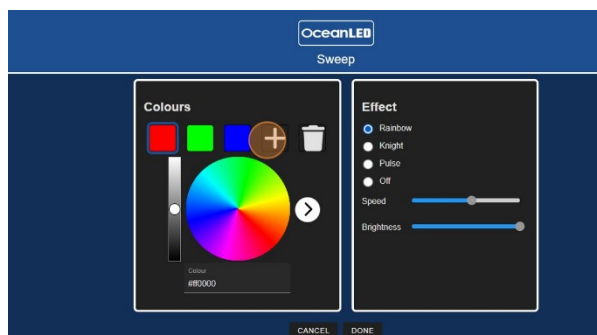 OceanLED
Sweep
Colours
Colour
#ff0000
Effect
Rainbow
Knight
Pulse
Off
Speed
Brightness
CANCEL DONE